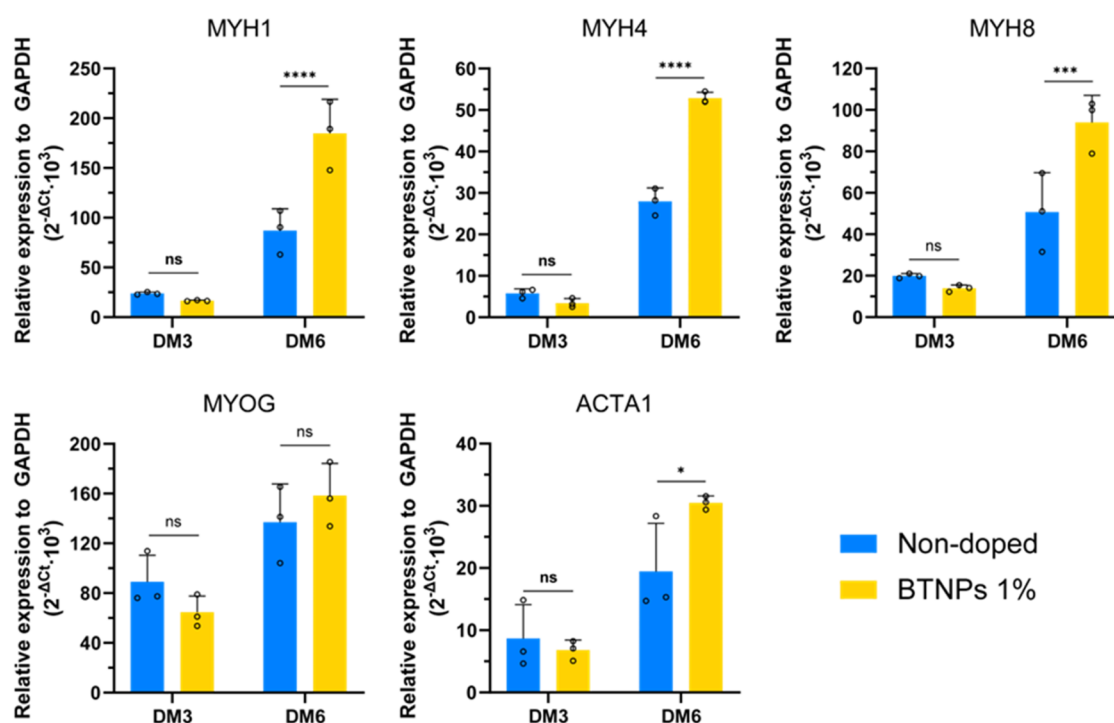 MYH1
Relative expression to GAPDH
(2^-ΔCt·10^3)
250
200
150
100
50
0
ns
****
DM3
DM6
MYH4
Relative expression to GAPDH
(2^-ΔCt·10^3)
60
50
40
30
20
10
0
ns
****
DM3
DM6
MYH8
Relative expression to GAPDH
(2^-ΔCt·10^3)
120
100
80
60
40
20
0
ns
***
DM3
DM6
MYOG
Relative expression to GAPDH
(2^-ΔCt·10^3)
200
160
120
80
40
0
ns
ns
DM3
DM6
ACTA1
Relative expression to GAPDH
(2^-ΔCt·10^3)
40
30
20
10
0
ns
*
DM3
DM6
Non-doped
BTNPs 1%